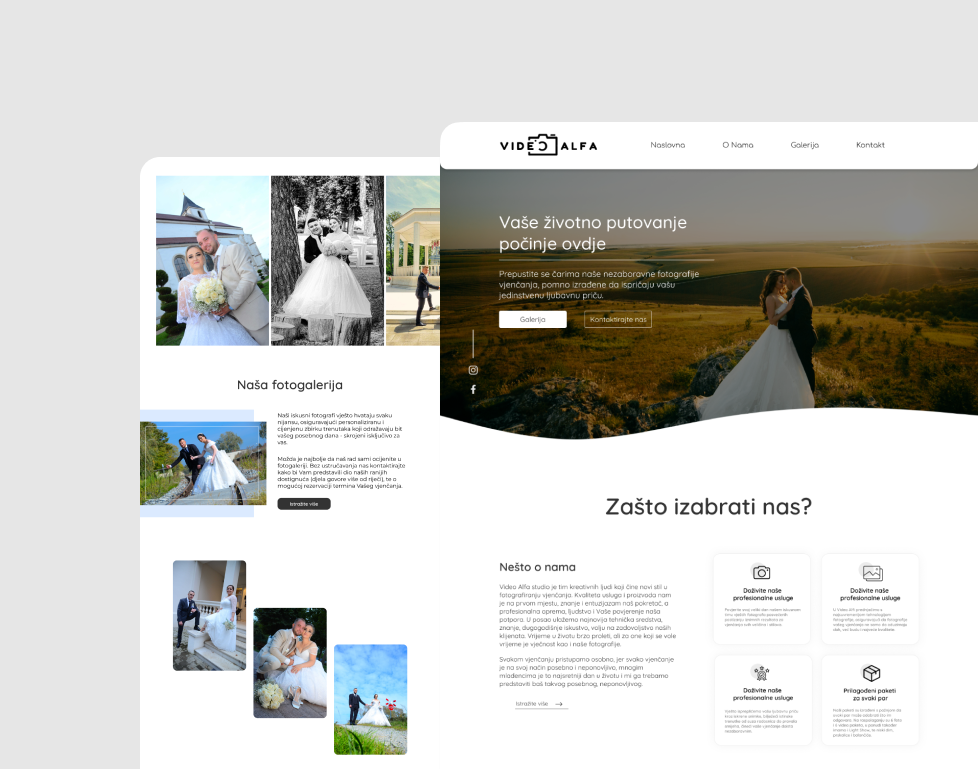 VIDEO ALFA
Naslovna
O Nama
Galerija
Kontakt
Vaše životno putovanje
počinje ovdje
Prepustite se čarima naše nezaboravne fotografije
vjenčanja, pomno izrađene da ispričaju vašu
jedinstvenu ljubavnu priču.
Galerija
Kontaktirajte nas
Naša fotogalerija
Naši iskusni fotografi vješto hvataju svaku
nijansu, osiguravajući personaliziranu i
cijenjenu zbirku trenutaka koji odražavaju bit
vašeg posebnog dana - skrojeni isključivo za
vas.
Možda je najbolje da naš rad sami ocijenite u
fotogaleriji. Bez ustručavanja nas kontaktirajte
kako bi Vam predstavili dio naših ranijih
dostignuća (djela govore više od riječi), te o
mogućoj rezervaciji termina Vašeg vjenčanja.
Istražite više
Zašto izabrati nas?
Nešto o nama
Video Alfa studio je tim kreativnih ljudi koji čine novi stil u
fotografiranju vjenčanja. Kvaliteta usluga i proizvoda nam
je na prvom mjestu, znanje i entuzijazam naš pokretač, a
profesionalna oprema, ljudstvo i Vaše povjerenje naša
potpora. U posao uložena najnovija tehnička sredstva,
znanje, dugogodišnje iskustvo, volju na zadovoljstvo naših
klijenata. Vrijeme u životu brzo proleti, ali za one koji se vole
vrijeme je vječnost kao i naše fotografije.
Svakom vjenčanju pristupamo osobno, jer svako vjenčanje
je na svoj način posebno i neponovljivo, mnogim
mladencima je to najsretniji dan u životu i mi ga trebamo
predstaviti baš takvog posebnog, neponovljivog.
Istražite više
Doživite naše
profesionalne usluge
Doživite naše
profesionalne usluge
Doživite naše
profesionalne usluge
Prilagođeni paketi
za svaki par